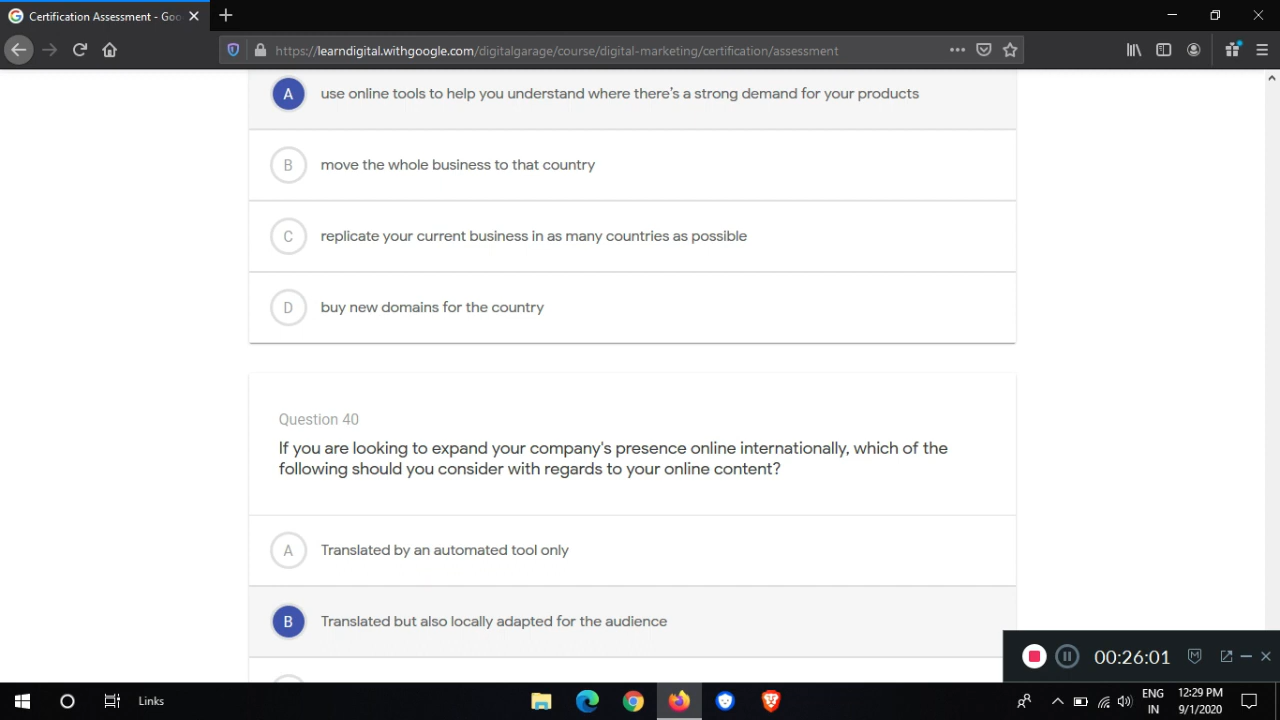 Certification Assessment - Goo
https://learndigital.withgoogle.com/digitalgarage/course/digital-marketing/certification/assessment
A use online tools to help you understand where there's a strong demand for your products
B move the whole business to that country
C replicate your current business in as many countries as possible
D buy new domains for the country
Question 40
If you are looking to expand your company's presence online internationally, which of the
following should you consider with regards to your online content?
A Translated by an automated tool only
B Translated but also locally adapted for the audience
00:26:01
Links
ENG
IN
12:29 PM
9/1/2020